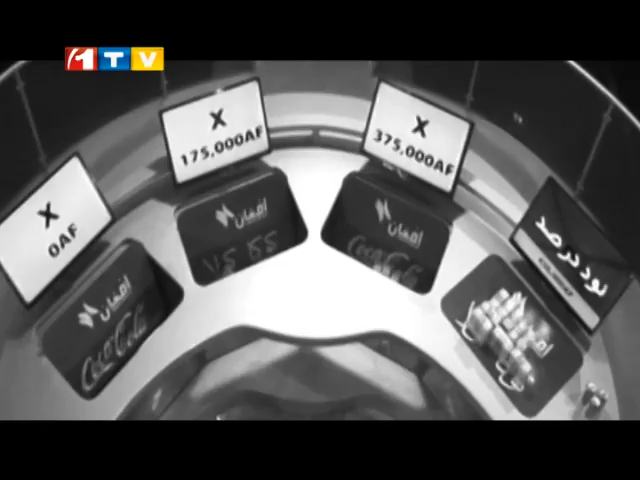 1TV
X
175,000AF
X
375,000AF
X
0AF
نود درصد
افغان
افغان
افغان
Coca-Cola
Coca-Cola